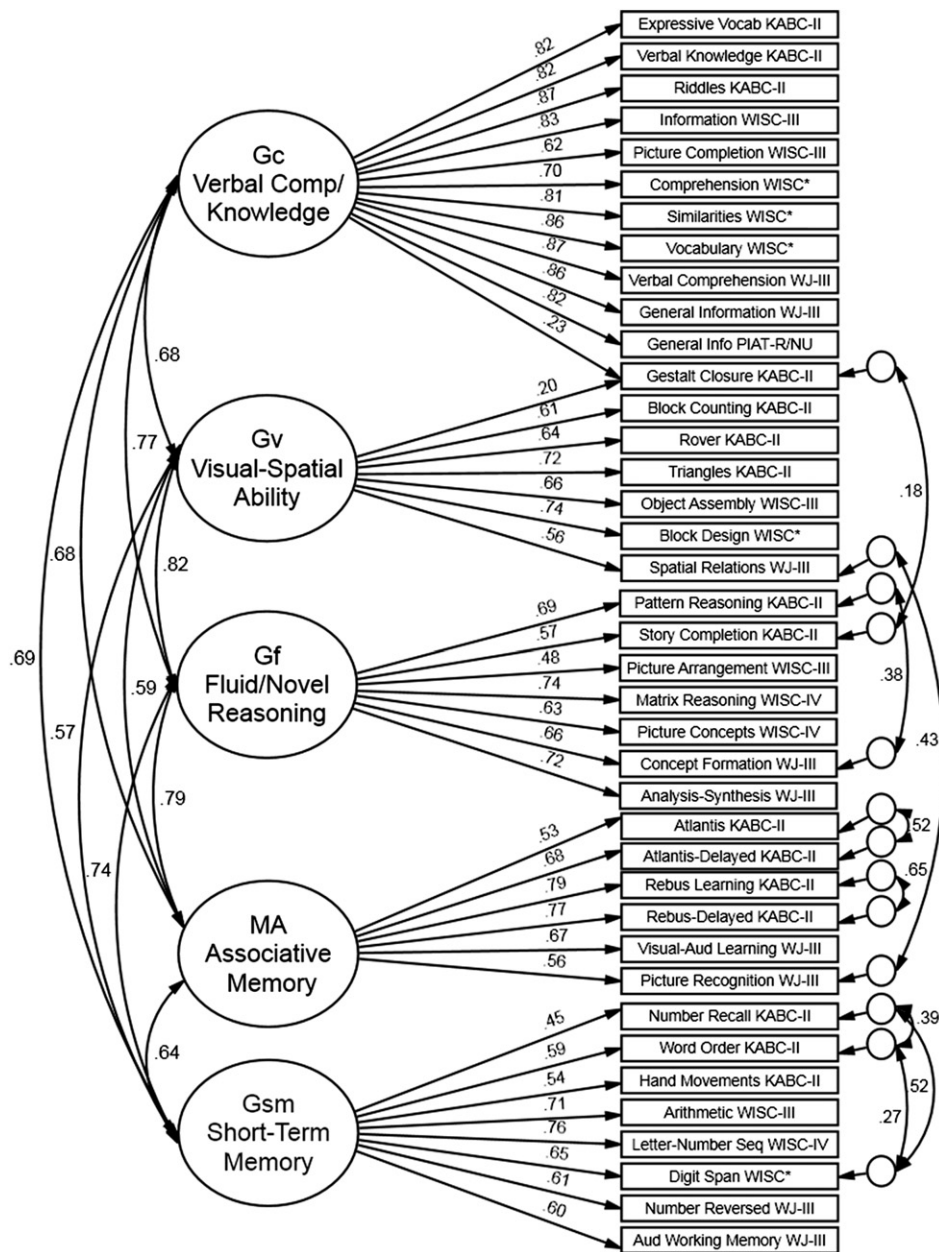 Expressive Vocab KABC-II
.82
Verbal Knowledge KABC-II
.82
Riddles KABC-II
.87
Information WISC-III
.83
Picture Completion WISC-III
.62
Comprehension WISC*
.70
Similarities WISC*
.81
Vocabulary WISC*
.86
Verbal Comprehension WJ-III
.87
General Information WJ-III
.86
General Info PIAT-R/NU
.82
Gestalt Closure KABC-II
.23
Gc
Verbal Comp/
Knowledge
.68
.77
.68
.69
.20
.61
Block Counting KABC-II
.64
Rover KABC-II
.72
Triangles KABC-II
.66
Object Assembly WISC-III
.74
Block Design WISC*
.56
Spatial Relations WJ-III
Gv
Visual-Spatial
Ability
.18
.82
.59
.57
.69
Pattern Reasoning KABC-II
.57
Story Completion KABC-II
.48
Picture Arrangement WISC-III
.74
Matrix Reasoning WISC-IV
.63
Picture Concepts WISC-IV
.66
Concept Formation WJ-III
.72
Analysis-Synthesis WJ-III
Gf
Fluid/Novel
Reasoning
.38
.43
.79
.74
.53
Atlantis KABC-II
.68
Atlantis-Delayed KABC-II
.79
Rebus Learning KABC-II
.77
Rebus-Delayed KABC-II
.67
Visual-Aud Learning WJ-III
.56
Picture Recognition WJ-III
.52
.65
MA
Associative
Memory
.64
.45
Number Recall KABC-II
.59
Word Order KABC-II
.54
Hand Movements KABC-II
.71
Arithmetic WISC-III
.76
Letter-Number Seq WISC-IV
.65
Digit Span WISC*
.61
Number Reversed WJ-III
.60
Aud Working Memory WJ-III
.39
52
.27
Gsm
Short-Term
Memory